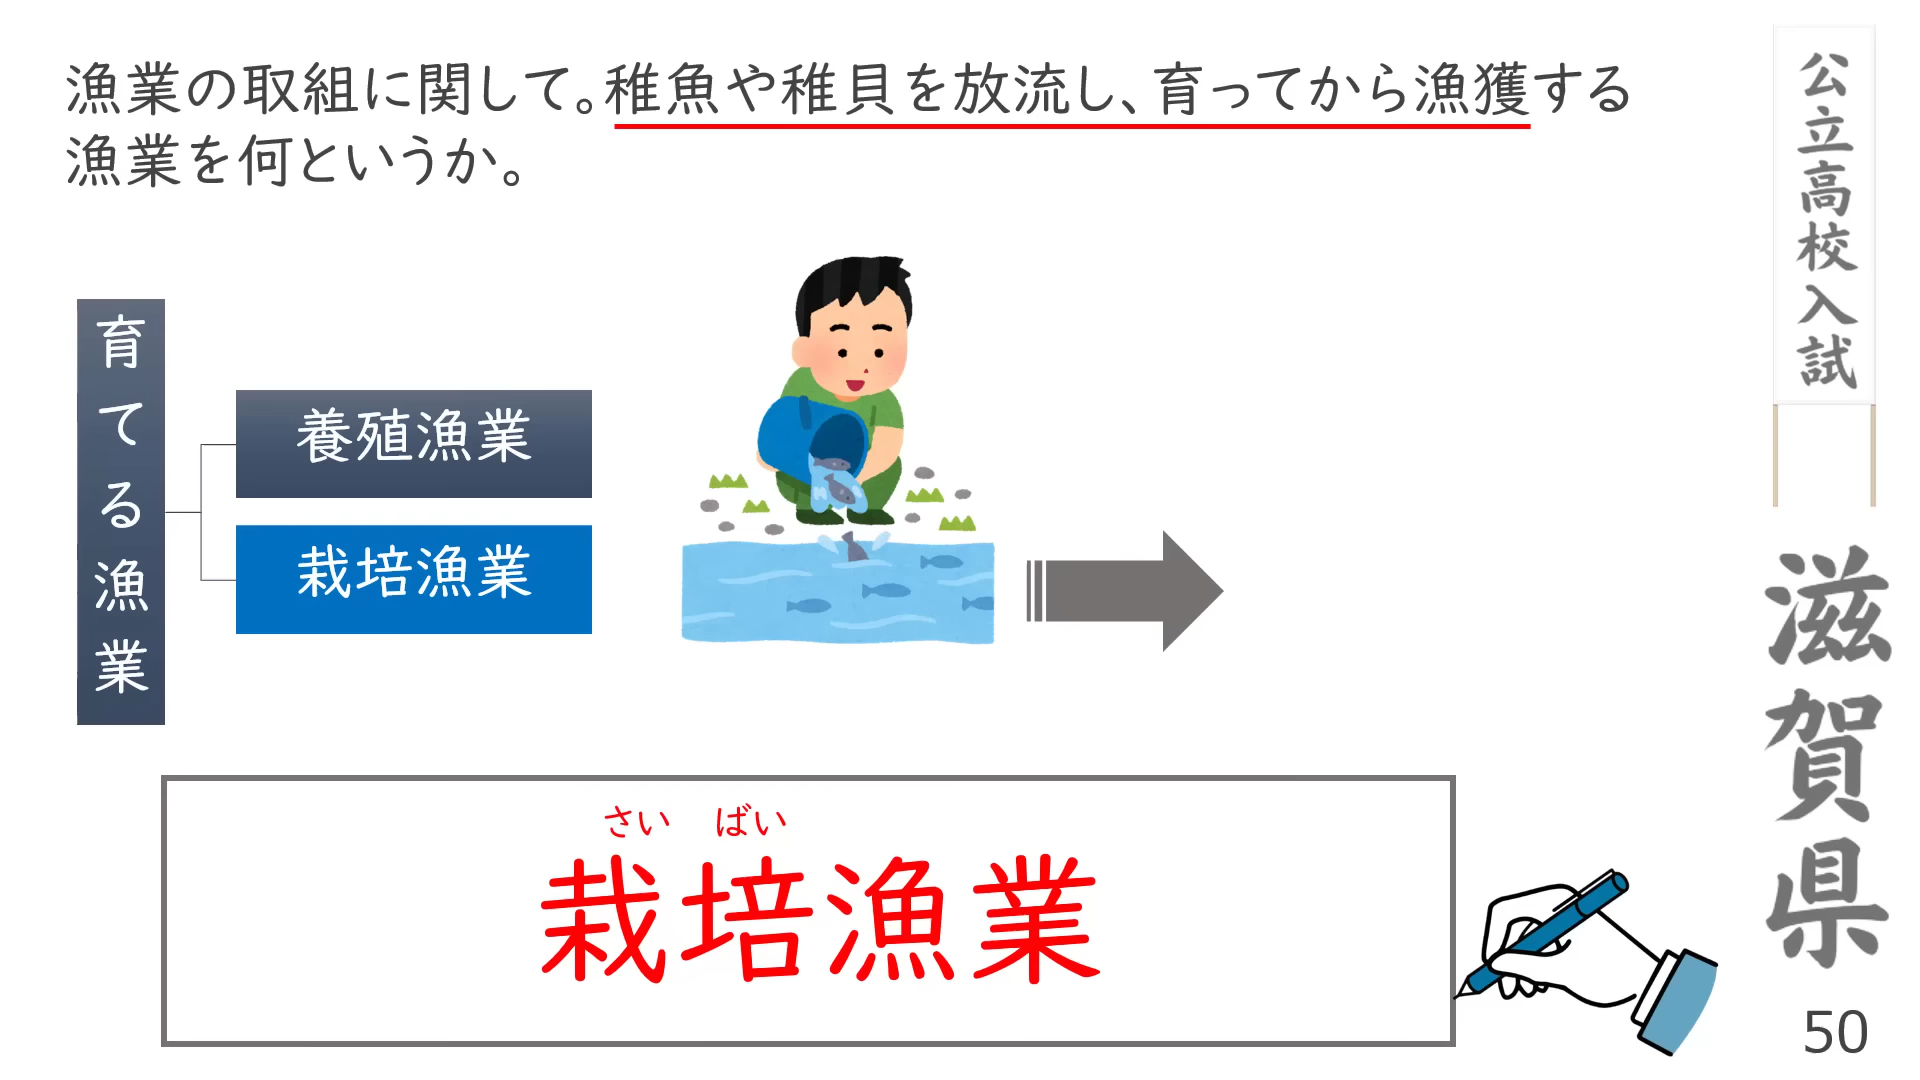 漁業の取組に関して。稚魚や稚貝を放流し、育ってから漁獲する
漁業を何というか。
育てる漁業
養殖漁業
栽培漁業
さい ばい
栽培漁業
公立高校入試
滋賀県
50